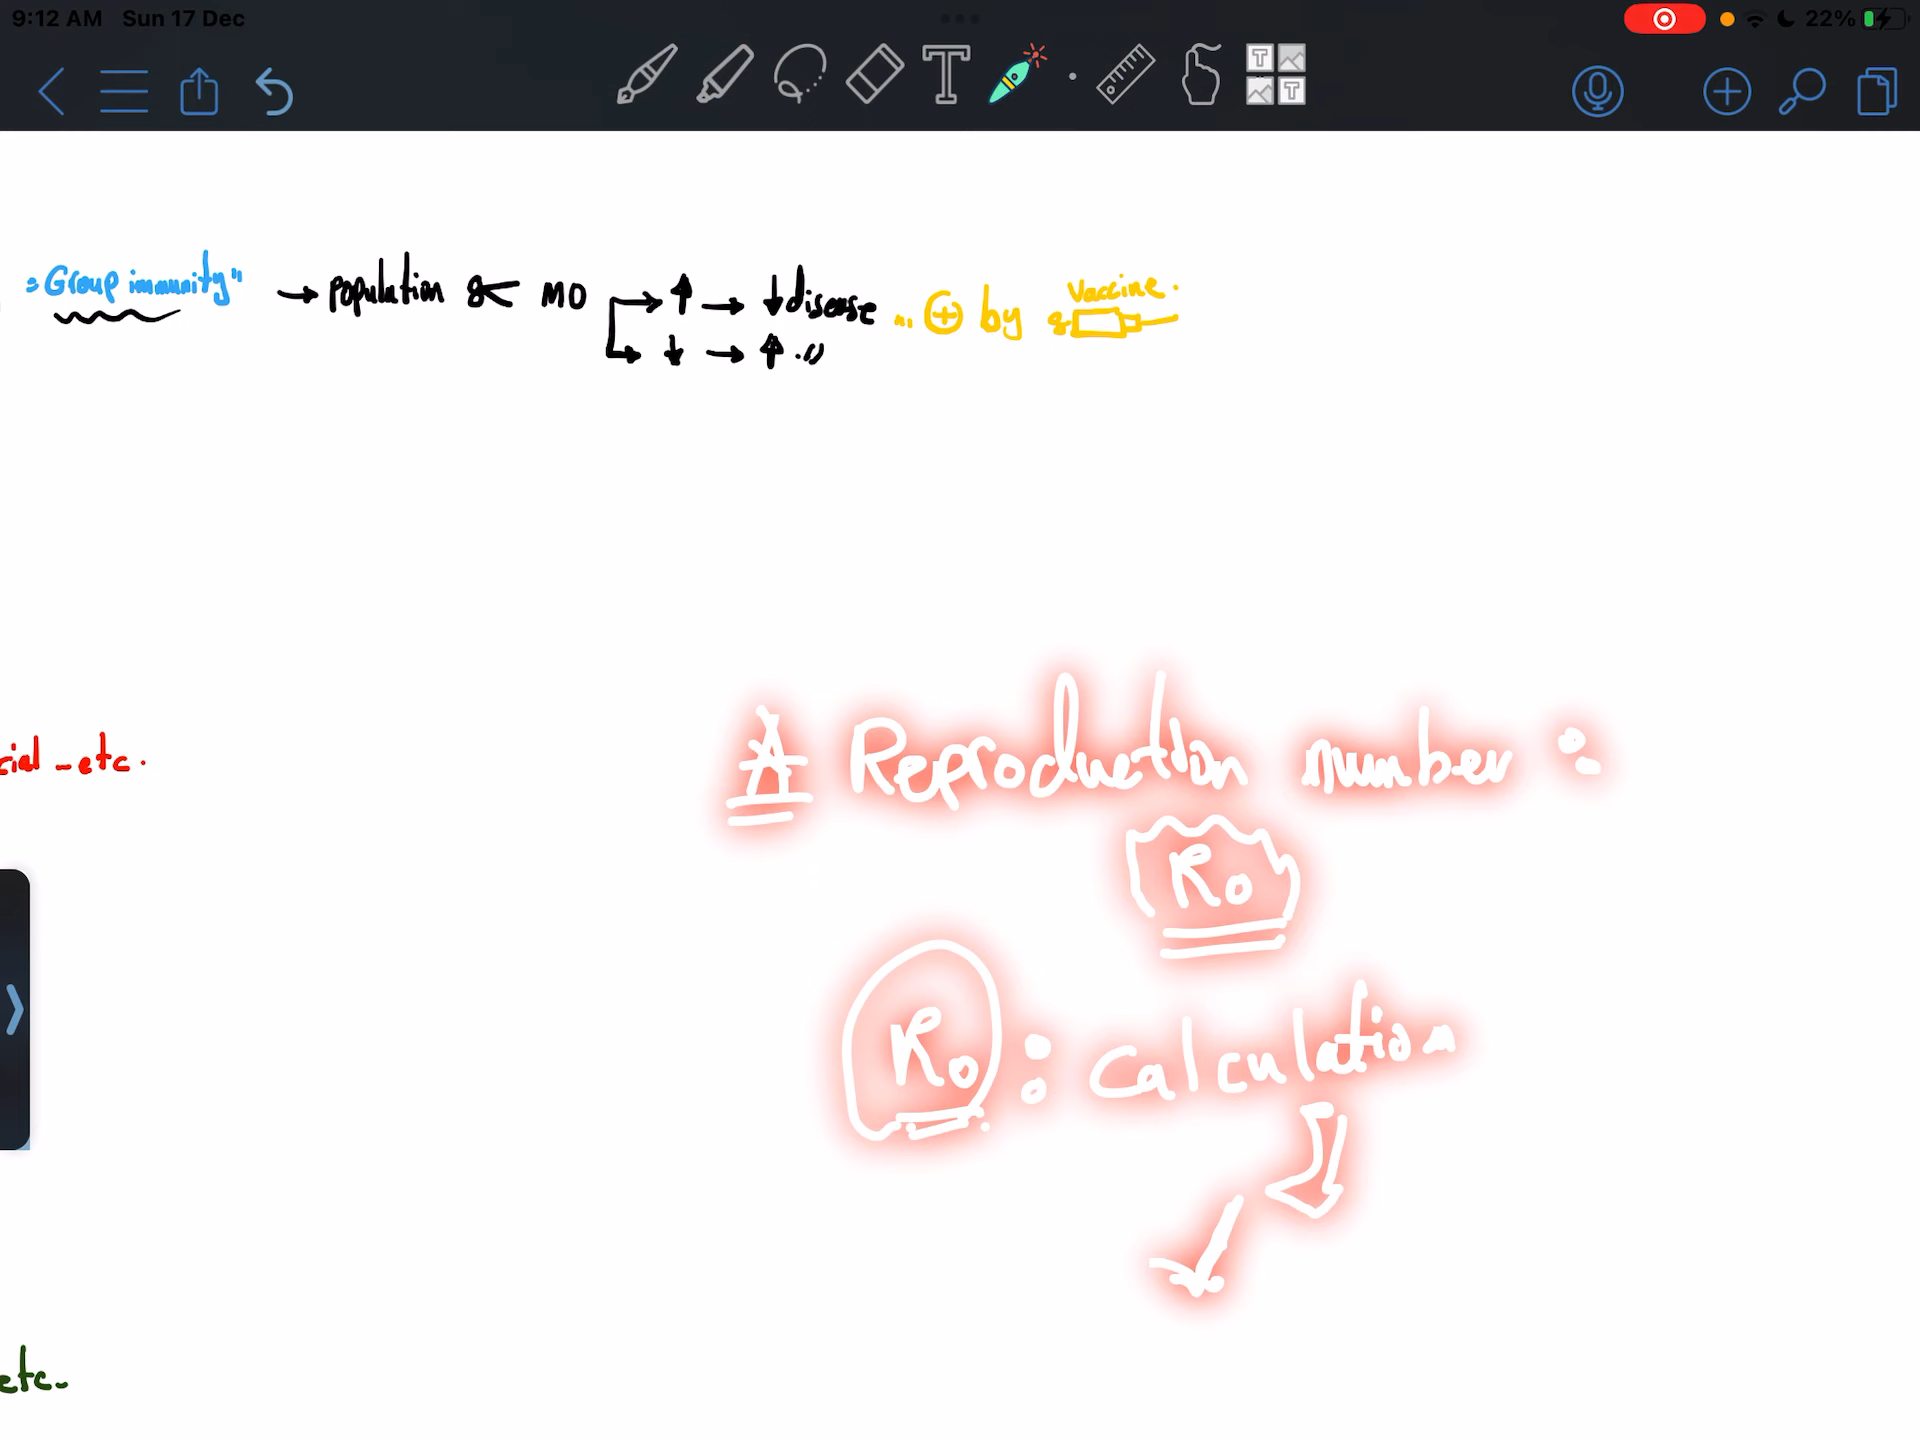 9:12 AM Sun 17 Dec
22%
T
T
T
= Group immunity" → population MO → ↑ → ↓ disease ... ⊕ by Vaccine.
→ ↓ → ↑ . ))
cial - etc.
Reproduction number :
R₀
R₀ : Calculation
etc.